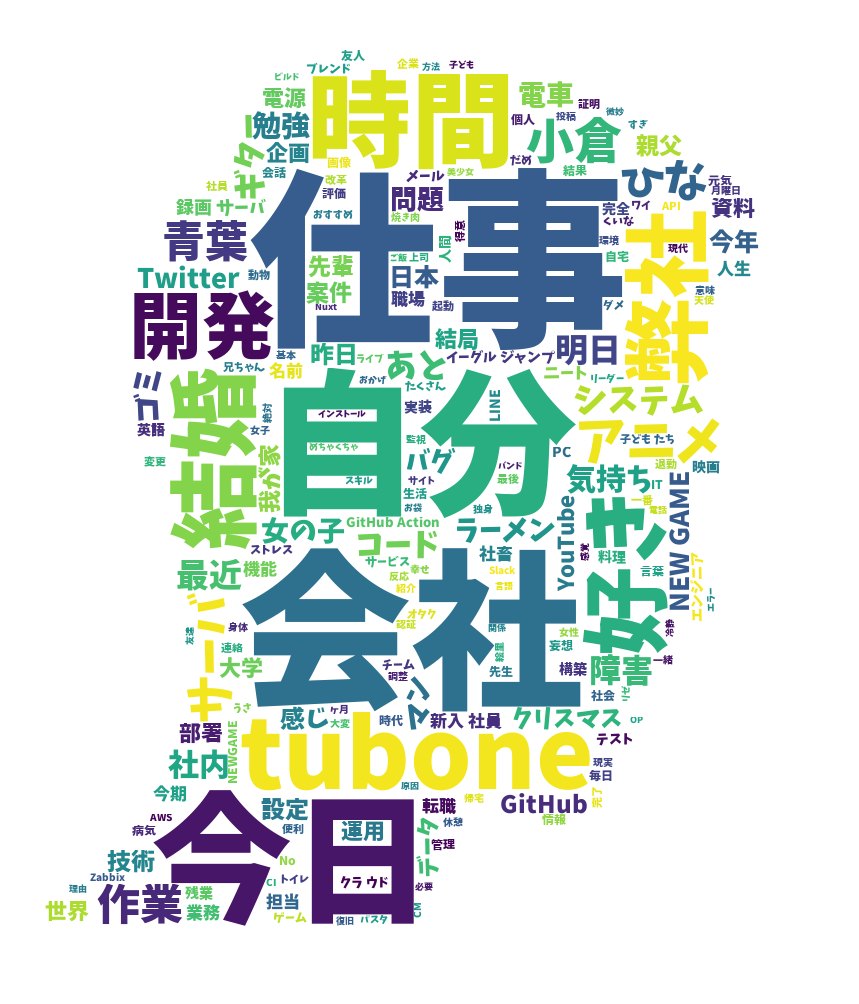 友人
企業
方法
子ども
ブレンド
ビルド
電源
時間
電車
証明
微妙
勉強
個人
投稿
すぎ
小倉
親父
企画
ギター
会話
画像
だめ
結果
メール
美少女
ひな
元気
月曜日
社員
改革
評価
問題
録画
サーバ
おすすめ
焼き肉
得意
完全
ワイ
くいな
API
資料
青葉
仕事
人間
環境
現代
今年
弊社
先輩
ご飯
上司
自宅
人生
Twitter
動物
案件
日本
職場
起動
ダメ
意味
天使
Nuxt
開発
結局
明日
基本
昨日
ライブ
あと
イーグル
ジャンプ
兄ちゃん
名前
おかげ
たくさん
ニート
リーダー
ゴミ
結婚
自分
LINE
システム
絶対
インストール
実装
アニメ
子ども
たち
英語
女子
めちゃくちゃ
監視
バンド
PC
退勤
映画
変更
我が家
バグ
スキル
サイト
最後
気持ち
IT
生活
お袋
独身
YouTube
一番
電話
NEW GAME
女の子
GitHub Action
ラーメン
好き
コード
社畜
感覚
料理
言葉
エンジニア
エラー
ストレス
最近
機能
サービス
幸せ
反応
Slack
紹介
言語
会社
サーバ
オタク
認証
身体
友達
関係
女性
冷静
連絡
絵里
妄想
大学
チーム
調整
先生
構築
障害
一緒
社会
うさ
感じ
ヶ月
大変
時代
マン
新入
社員
クリスマス
OP
部署
NEWGAME
tubone
テスト
社内
現実
毎日
今期
今日
原因
帰宅
完了
設定
転職
GitHub
AWS
病気
便利
運用
休憩
情報
技術
No
データ
管理
Zabbix
CI
トイレ
クラ
ウド
必要
理由
世界
作業
残業
業務
担当
ゲーム
復旧
パスタ
CM